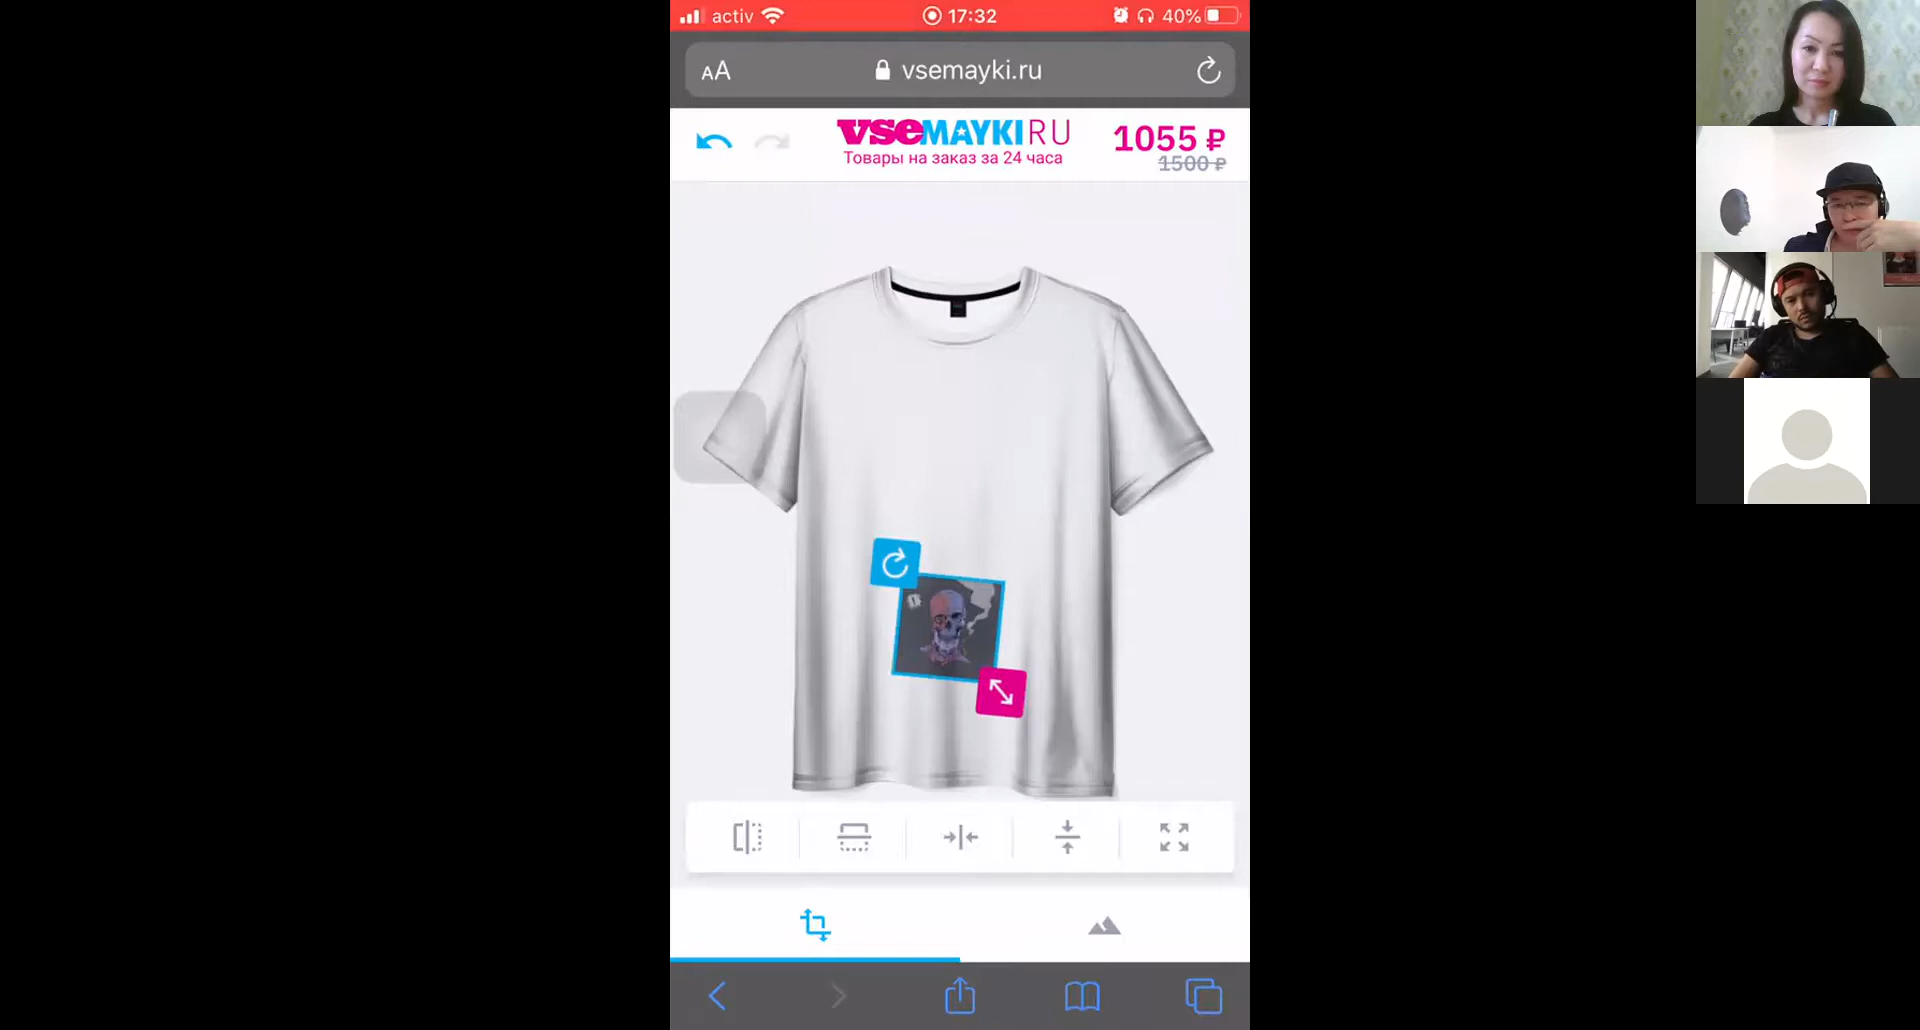 activ 17:32 40%
AA vsemayki.ru
vseMAYKI RU
Товары на заказ за 24 часа
1055 ₽
1500 ₽